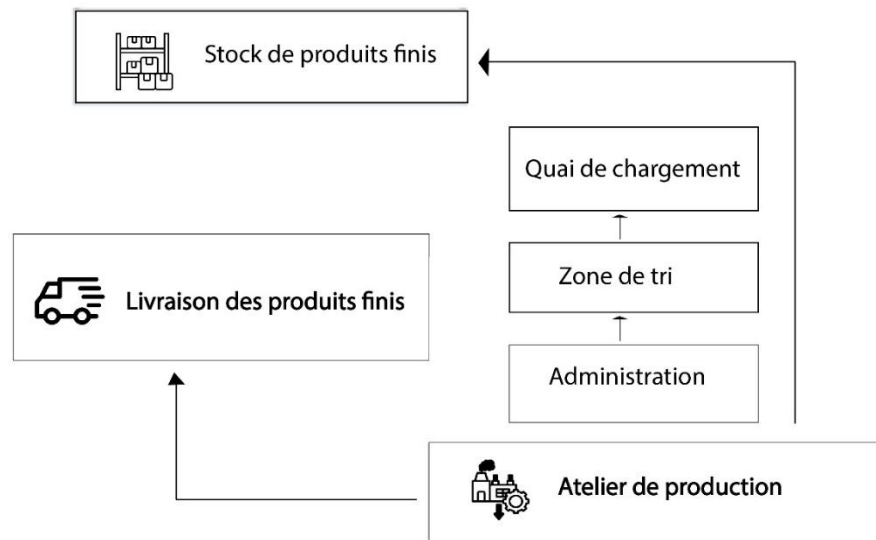 Stock de produits finis
Quai de chargement
Zone de tri
Livraison des produits finis
Administration
Atelier de production